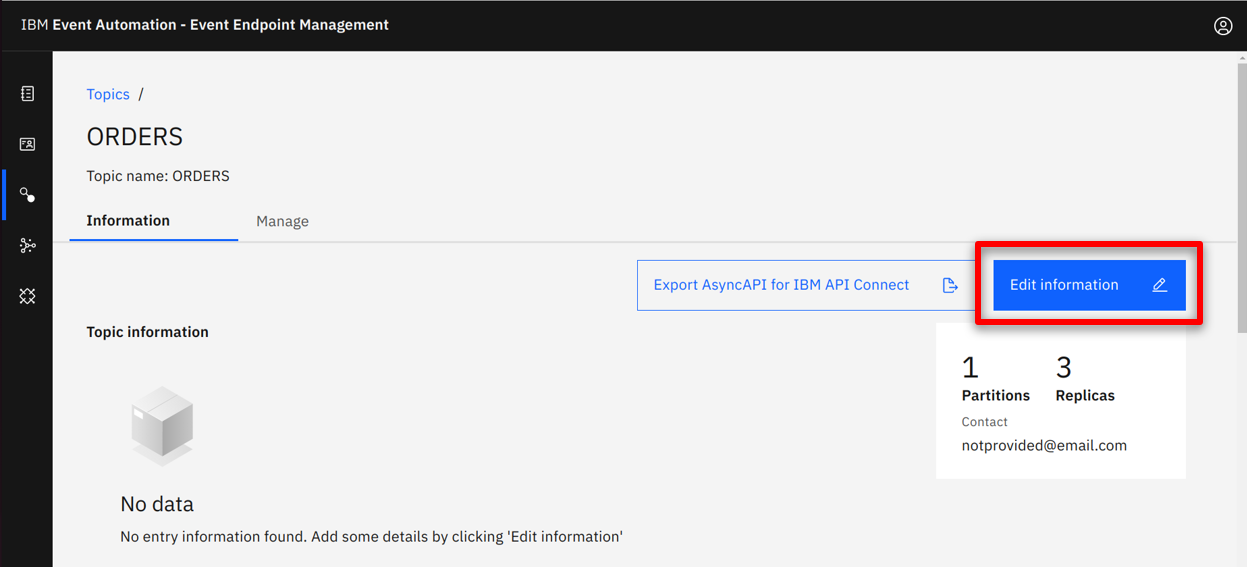 IBM Event Automation - Event Endpoint Management
Topics /
ORDERS
Topic name: ORDERS
Information Manage
Export AsyncAPI for IBM API Connect Edit information
Topic information
1 3
Partitions Replicas
Contact
notprovided@email.com
No data
No entry information found. Add some details by clicking 'Edit information'